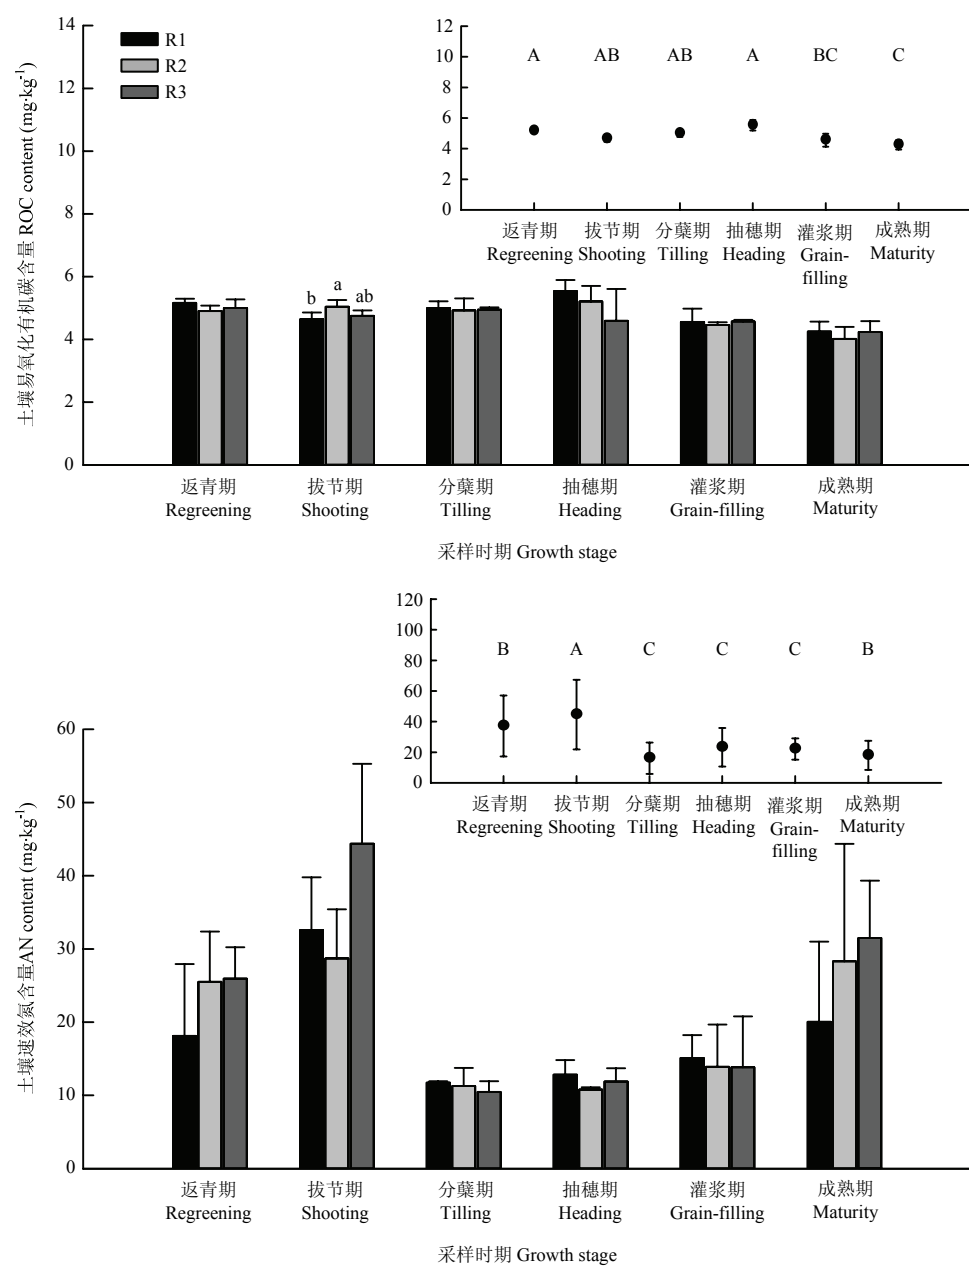 土壤易氧化有机碳含量 ROC content (mg·kg-1)
14
12
10
8
6
4
2
0
R1
R2
R3
b
a
ab
12
10
8
6
4
2
0
A
AB
AB
A
BC
C
返青期
Regreening
拔节期
Shooting
分蘖期
Tilling
抽穗期
Heading
灌浆期
Grain-
filling
成熟期
Maturity
返青期
Regreening
拔节期
Shooting
分蘖期
Tilling
抽穗期
Heading
灌浆期
Grain-filling
成熟期
Maturity
采样时期 Growth stage
土壤速效氮含量AN content (mg·kg-1)
60
50
40
30
20
10
0
120
100
80
60
40
20
0
B
A
C
C
C
B
返青期
Regreening
拔节期
Shooting
分蘖期
Tilling
抽穗期
Heading
灌浆期
Grain-
filling
成熟期
Maturity
返青期
Regreening
拔节期
Shooting
分蘖期
Tilling
抽穗期
Heading
灌浆期
Grain-filling
成熟期
Maturity
采样时期 Growth stage